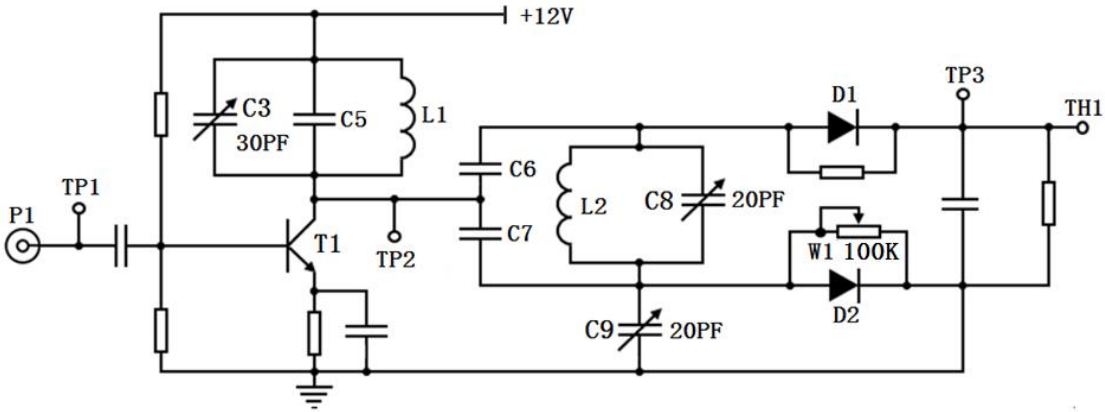 +12V
C3
30PF
C5
L1
D1
TP3
TH1
C6
TP1
L2
C8
20PF
P1
C7
T1
TP2
W1 100K
D2
C9
20PF